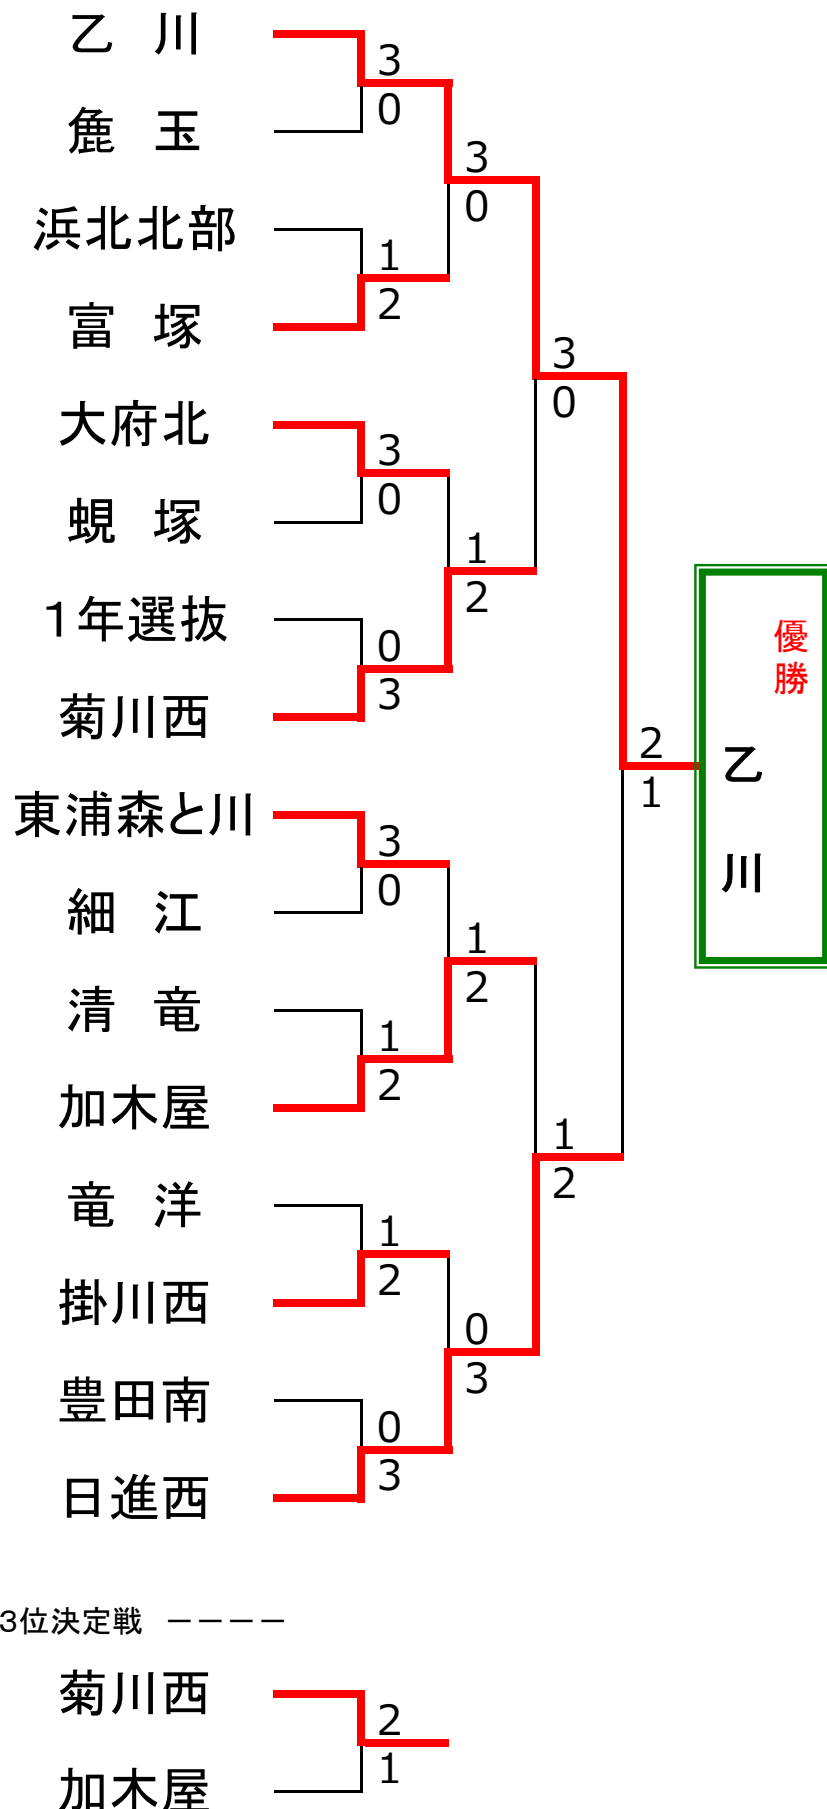 乙 川
3
0
麁 玉
3
0
浜北北部
1
2
富 塚
3
0
大府北
3
0
蜆 塚
1
2
1年選抜
0
3
菊川西
優勝
乙川
2
1
東浦森と川
3
0
細 江
1
2
清 竜
1
2
加木屋
1
2
竜 洋
1
2
掛川西
0
3
豊田南
0
3
日進西
3位決定戦 ーーーー
菊川西
2
1
加木屋